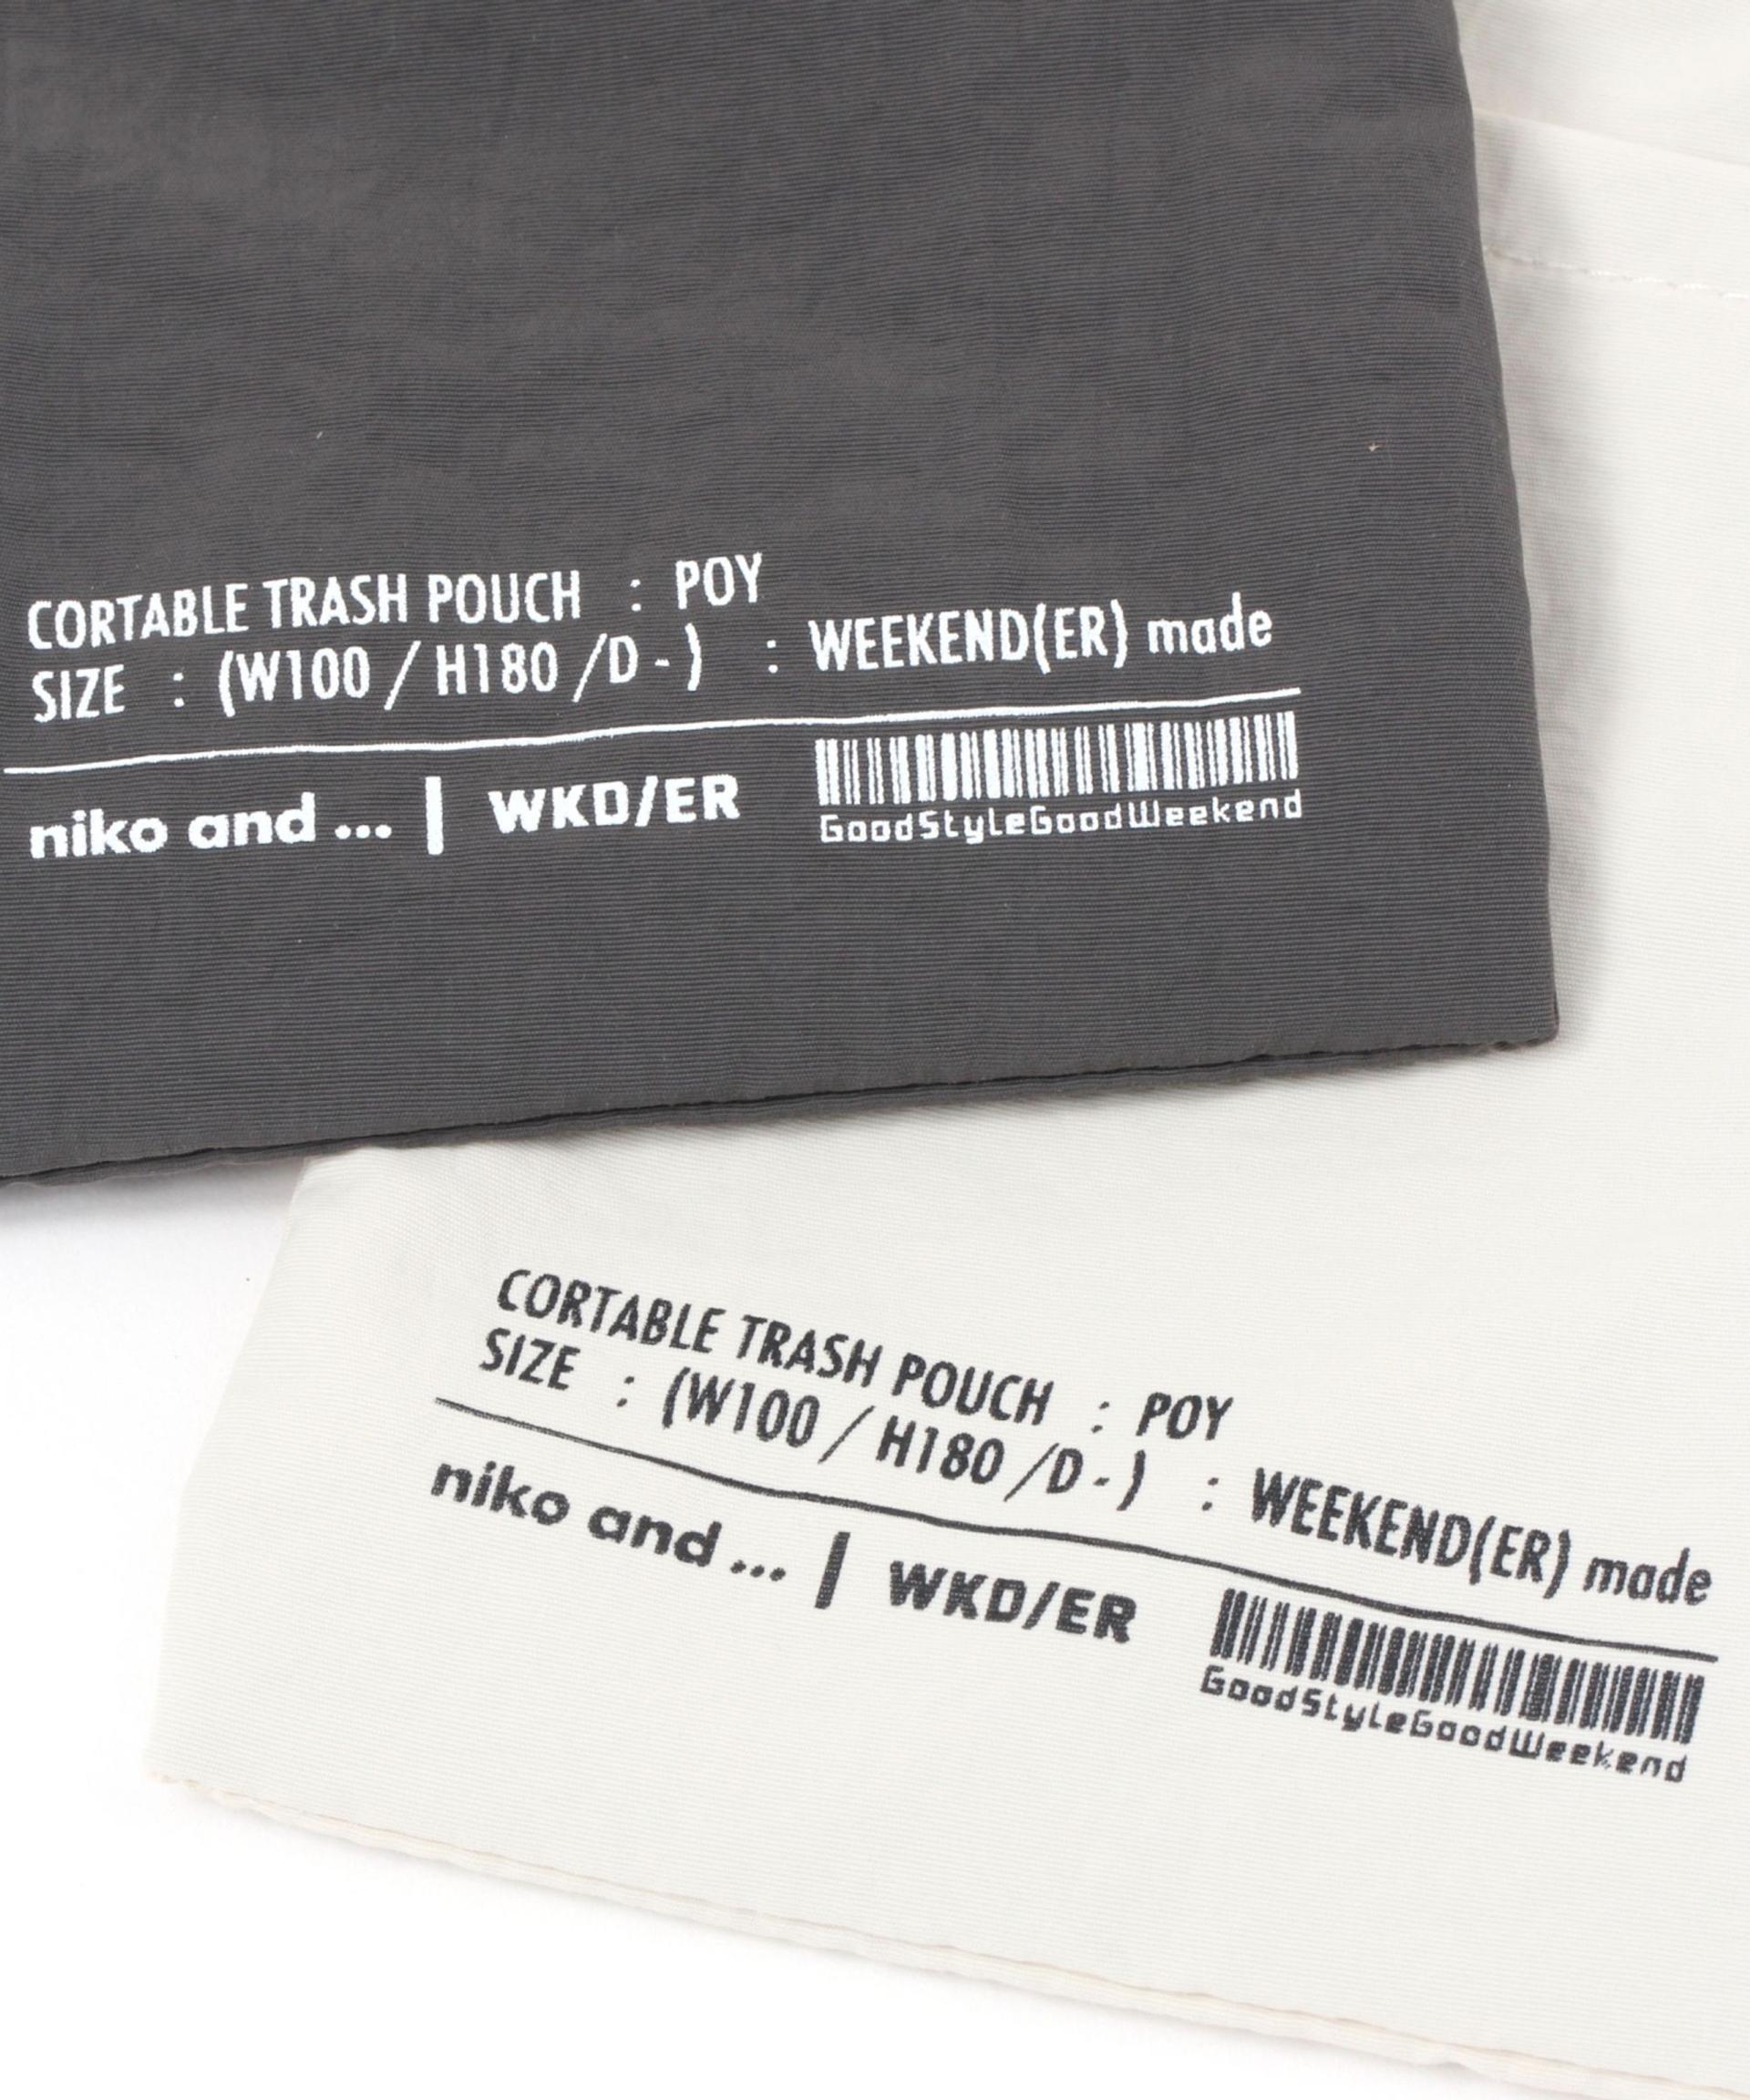 CORTABLE TRASH POUCH : POY
SIZE : (W100 / H180 /D - ) : WEEKEND(ER) made
niko and ... | WKD/ER
GoodStyleGoodWeekend
CORTABLE TRASH POUCH : POY
SIZE : (W100 / H180 /D - ) : WEEKEND(ER) made
niko and ... | WKD/ER
GoodStyleGoodWeekend